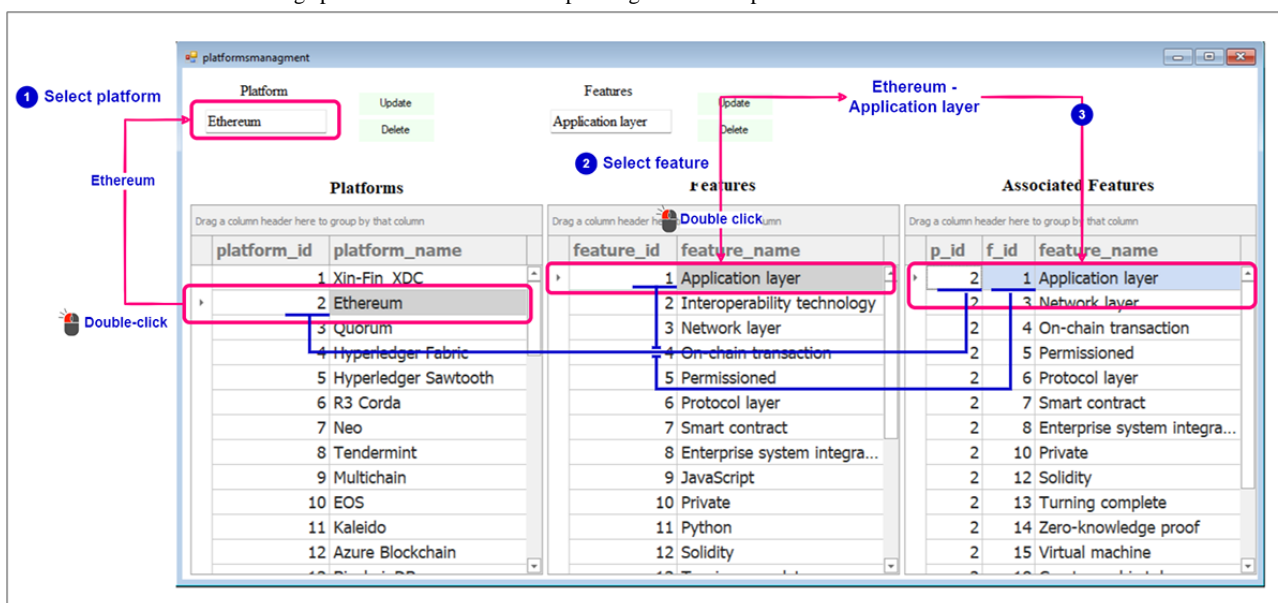 platformsmanagment
1 Select platform
Platform
Ethereum
Update
Delete
Features
Application layer
Update
Delete
Ethereum -
Application layer
3
2 Select feature
Ethereum
Double-click
Double click
Platforms
Features
Associated Features
Drag a column header here to group by that column
platform_id platform_name
1 Xin-Fin XDC
2 Ethereum
3 Quorum
4 Hyperledger Fabric
5 Hyperledger Sawtooth
6 R3 Corda
7 Neo
8 Tendermint
9 Multichain
10 EOS
11 Kaleido
12 Azure Blockchain
Drag a column header
column
feature_id feature_name
1 Application layer
2 Interoperability technology
3 Network layer
4 On-chain transaction
5 Permissioned
6 Protocol layer
7 Smart contract
8 Enterprise system integra...
9 JavaScript
10 Private
11 Python
12 Solidity
Drag a column header here to group by that column
p_id f_id feature_name
2 1 Application layer
2 3 Network layer
2 4 On-chain transaction
2 5 Permissioned
2 6 Protocol layer
2 7 Smart contract
2 8 Enterprise system integra...
2 10 Private
2 12 Solidity
2 13 Turning complete
2 14 Zero-knowledge proof
2 15 Virtual machine